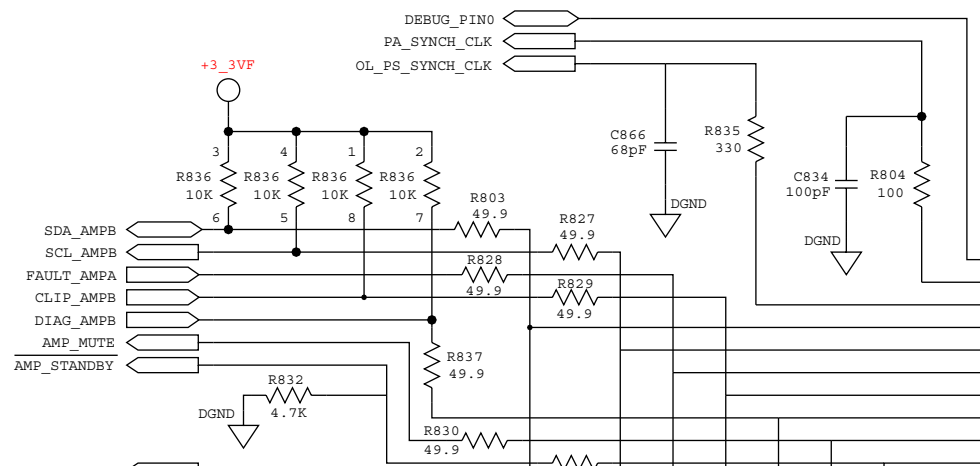 DEBUG_PIN0
PA_SYNCH_CLK
OL_PS_SYNCH_CLK
+3_3VF
C866
68pF
R835
330
C834
100pF
R804
100
3 4 1 2
R836 R836 R836 R836
10K 10K 10K 10K
6 5 8 7
DGND
DGND
SDA_AMPB
R803
49.9
SCL_AMPB
R827
49.9
FAULT_AMPA
R828
49.9
CLIP_AMPB
R829
49.9
DIAG_AMPB
AMP_MUTE
AMP_STANDBY
R837
49.9
R832
4.7K
DGND
R830
49.9